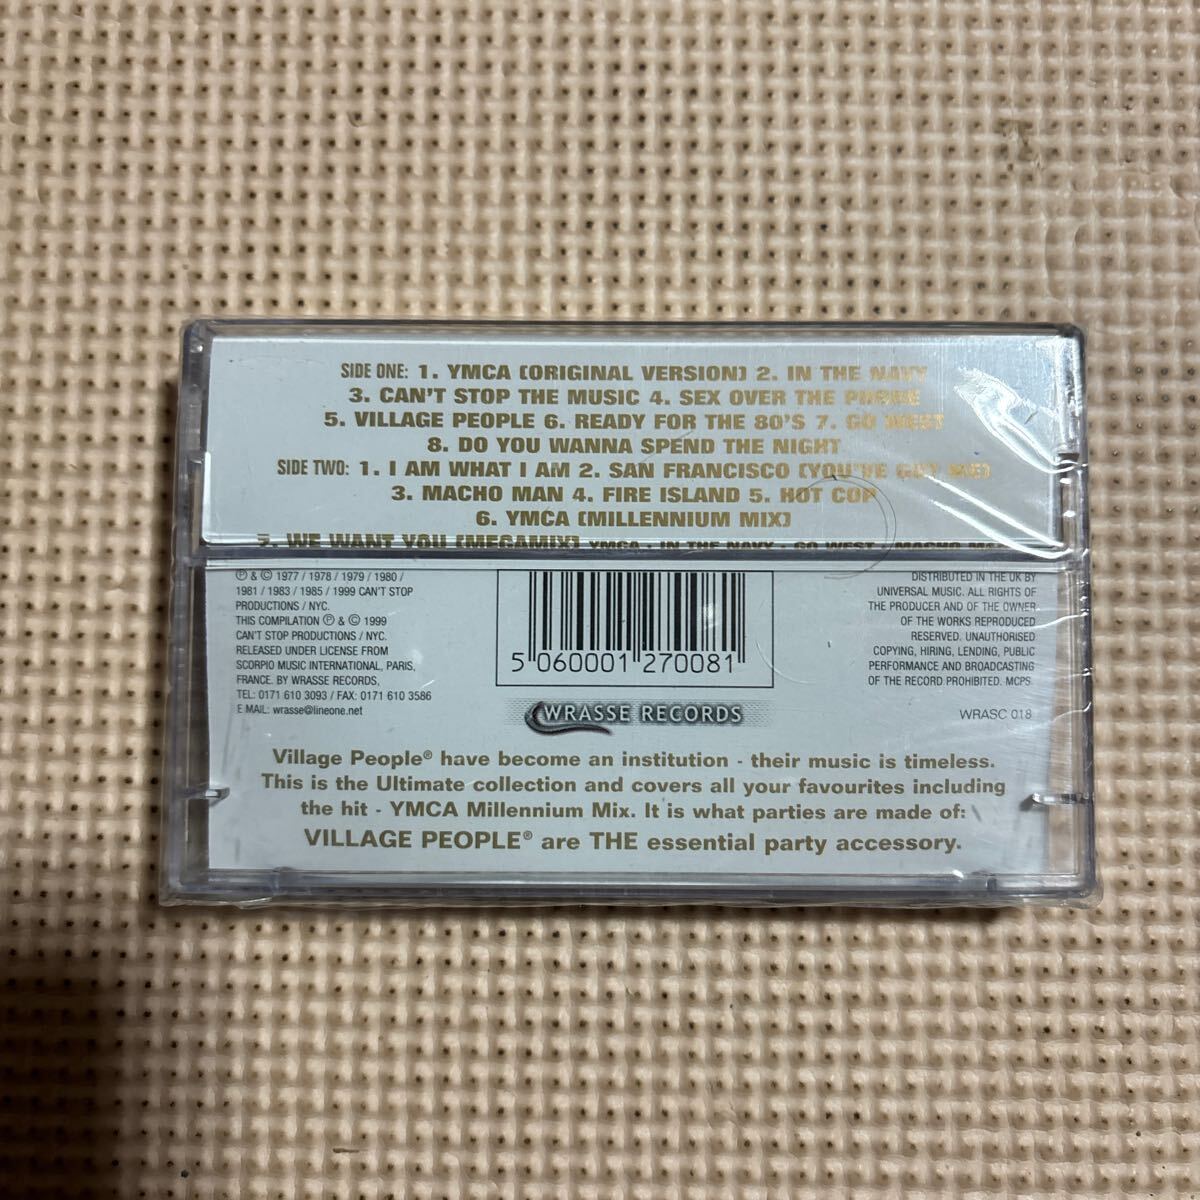 SIDE ONE: 1. YMCA (ORIGINAL VERSION) 2. IN THE NAVY
3. CAN'T STOP THE MUSIC 4. SEX OVER THE PHONE
5. VILLAGE PEOPLE 6. READY FOR THE 80'S 7. GO WEST
8. DO YOU WANNA SPEND THE NIGHT
SIDE TWO: 1. I AM WHAT I AM 2. SAN FRANCISCO (YOU'VE GOT ME)
3. MACHO MAN 4. FIRE ISLAND 5. HOT COP
6. YMCA (MILLENNIUM MIX)
7. WE WANT YOU (MEGAMIX) YMCA · IN THE NAVY · GO WEST · MACHO MA
℗ & © 1977 / 1978 / 1979 / 1980 /
1981 / 1983 / 1985 / 1999 CAN'T STOP
PRODUCTIONS / NYC.
THIS COMPILATION ℗ & © 1999
CAN'T STOP PRODUCTIONS / NYC.
RELEASED UNDER LICENSE FROM
SCORPIO MUSIC INTERNATIONAL, PARIS,
FRANCE. BY WRASSE RECORDS,
TEL: 0171 610 3093 / FAX: 0171 610 3586
E MAIL: wrasse@lineone.net
5 060001 270081
WRASSE RECORDS
DISTRIBUTED IN THE UK BY
UNIVERSAL MUSIC. ALL RIGHTS OF
THE PRODUCER AND OF THE OWNER
OF THE WORKS REPRODUCED
RESERVED. UNAUTHORISED
COPYING, HIRING, LENDING, PUBLIC
PERFORMANCE AND BROADCASTING
OF THE RECORD PROHIBITED. MCPS
WRASC 018
Village People® have become an institution - their music is timeless.
This is the Ultimate collection and covers all your favourites including
the hit - YMCA Millennium Mix. It is what parties are made of:
VILLAGE PEOPLE® are THE essential party accessory.